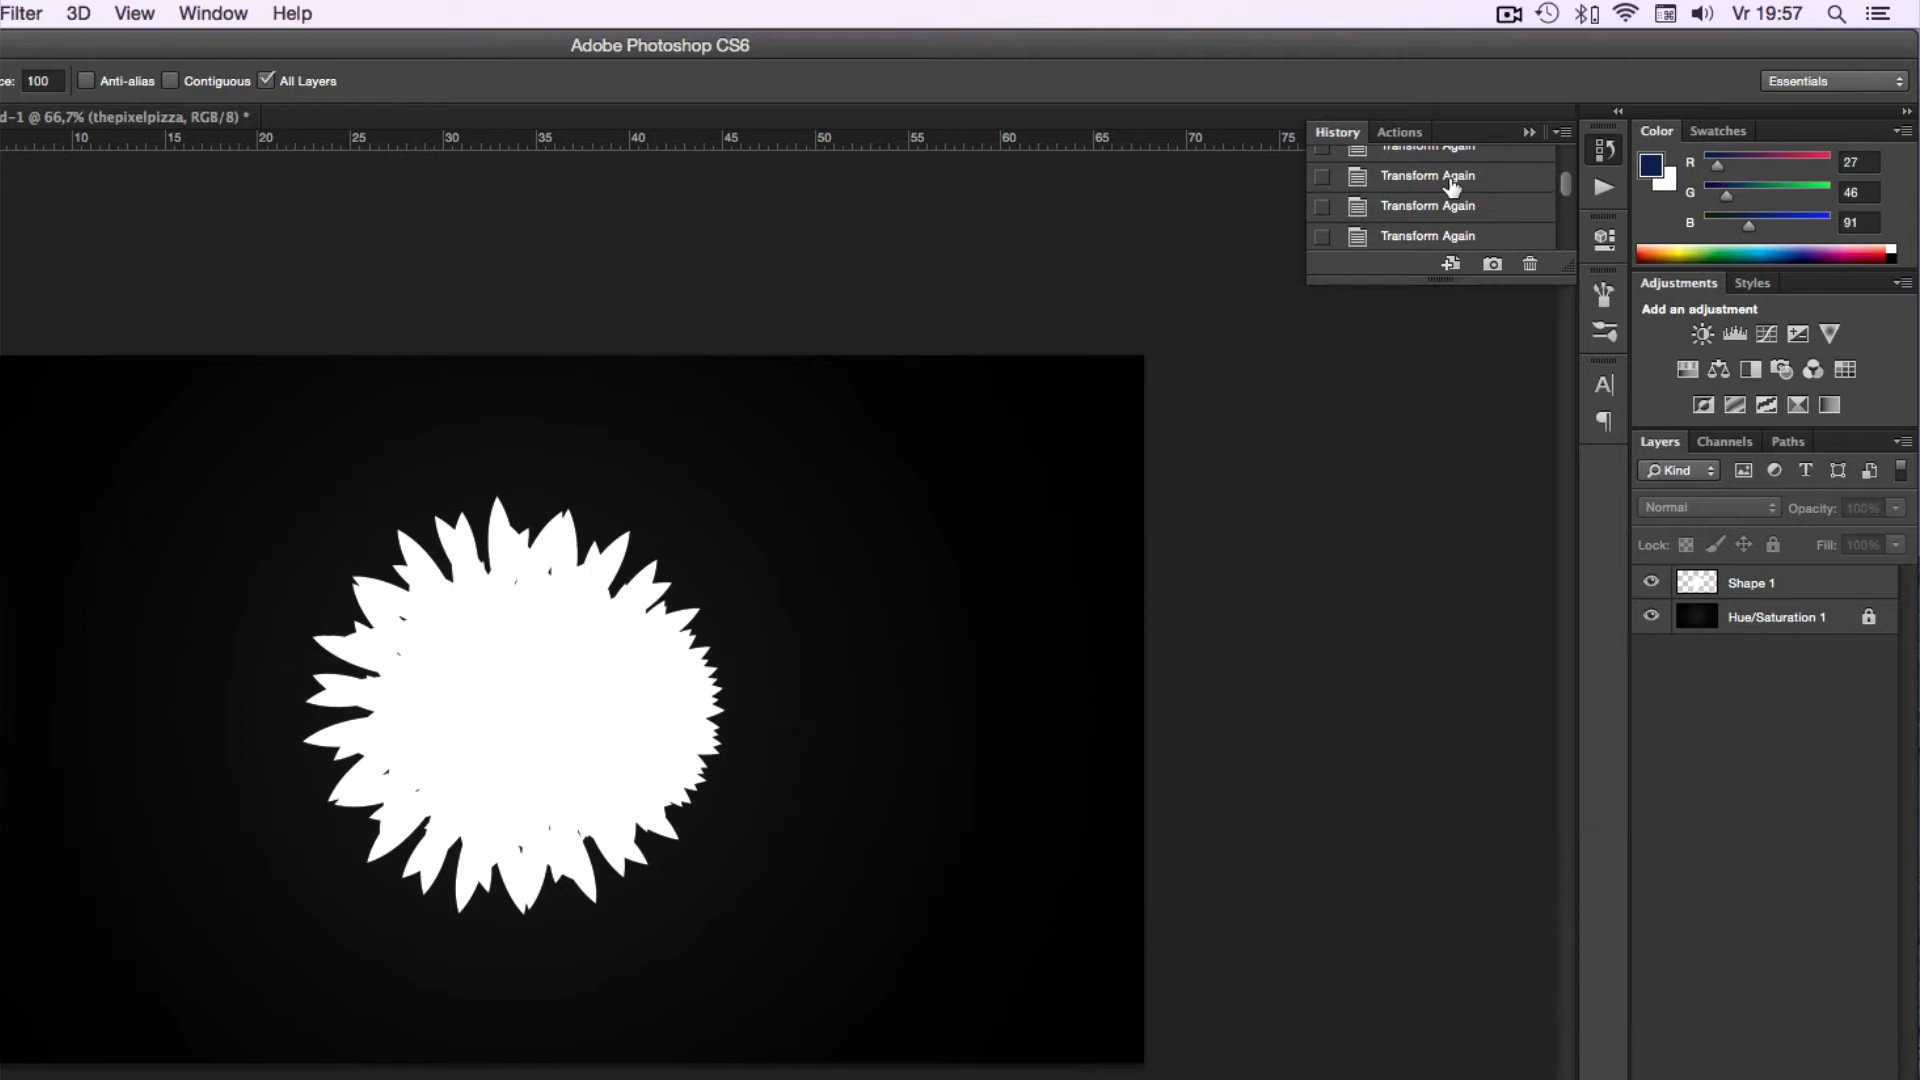 Filter 3D View Window Help Vr 19:57
Adobe Photoshop CS6
ce: 100 Anti-alias Contiguous All Layers Essentials
d-1 @ 66,7% (thepixelpizza, RGB/8) *
10 15 20 25 30 35 40 45 50 55 60 65 70 75
History Actions
Transform Again
Transform Again
Transform Again
Transform Again
Color Swatches
R 27
G 46
B 91
Adjustments Styles
Add an adjustment
A
Layers Channels Paths
Kind
Normal Opacity: 100%
Lock: Fill: 100%
Shape 1
Hue/Saturation 1